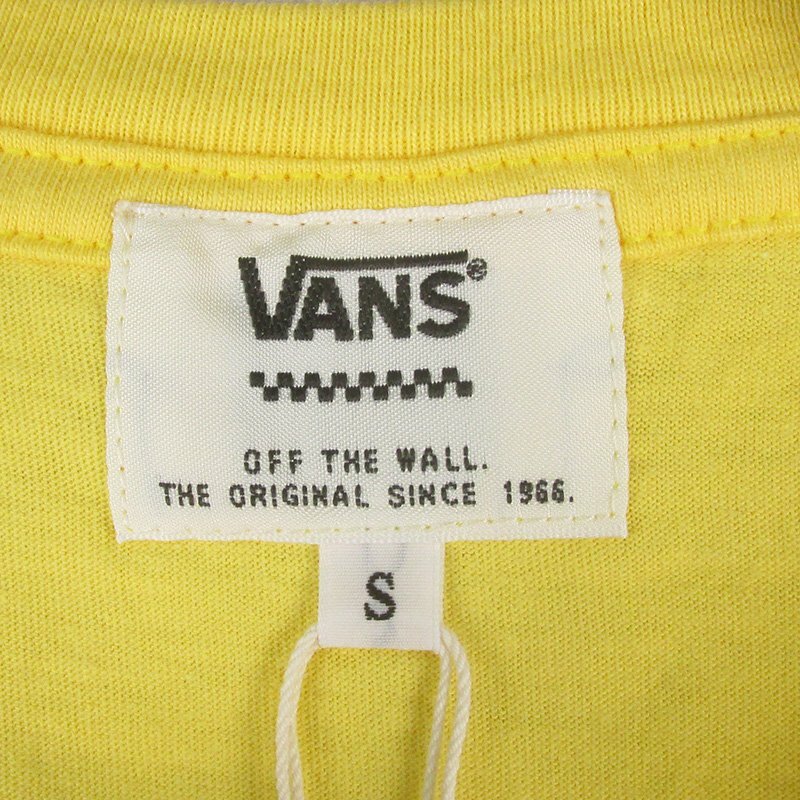 VANS®
OFF THE WALL.
THE ORIGINAL SINCE 1966.
S